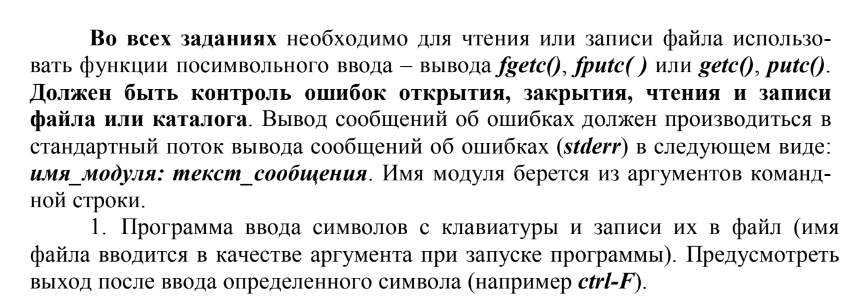 Во всех заданиях необходимо для чтения или записи файла использо-
вать функции посимвольного ввода – вывода fgetc(), fputc( ) или getc(), putc().
Должен быть контроль ошибок открытия, закрытия, чтения и записи
файла или каталога. Вывод сообщений об ошибках должен производиться в
стандартный поток вывода сообщений об ошибках (stderr) в следующем виде:
имя_модуля: текст_сообщения. Имя модуля берется из аргументов команд-
ной строки.
1. Программа ввода символов с клавиатуры и записи их в файл (имя
файла вводится в качестве аргумента при запуске программы). Предусмотреть
выход после ввода определенного символа (например ctrl-F).